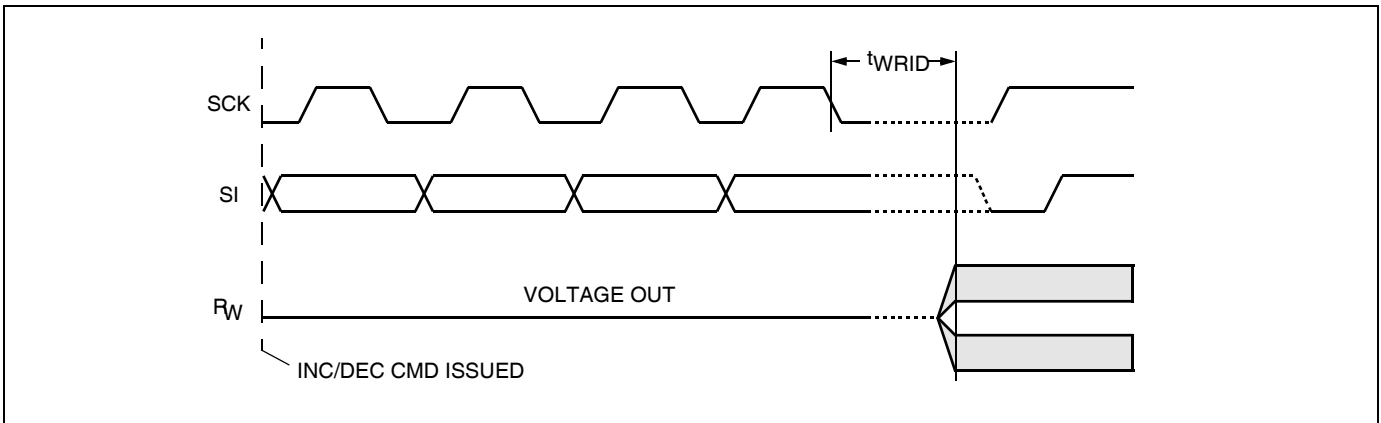 tWRID
SCK
SI
VOLTAGE OUT
RW
INC/DEC CMD ISSUED